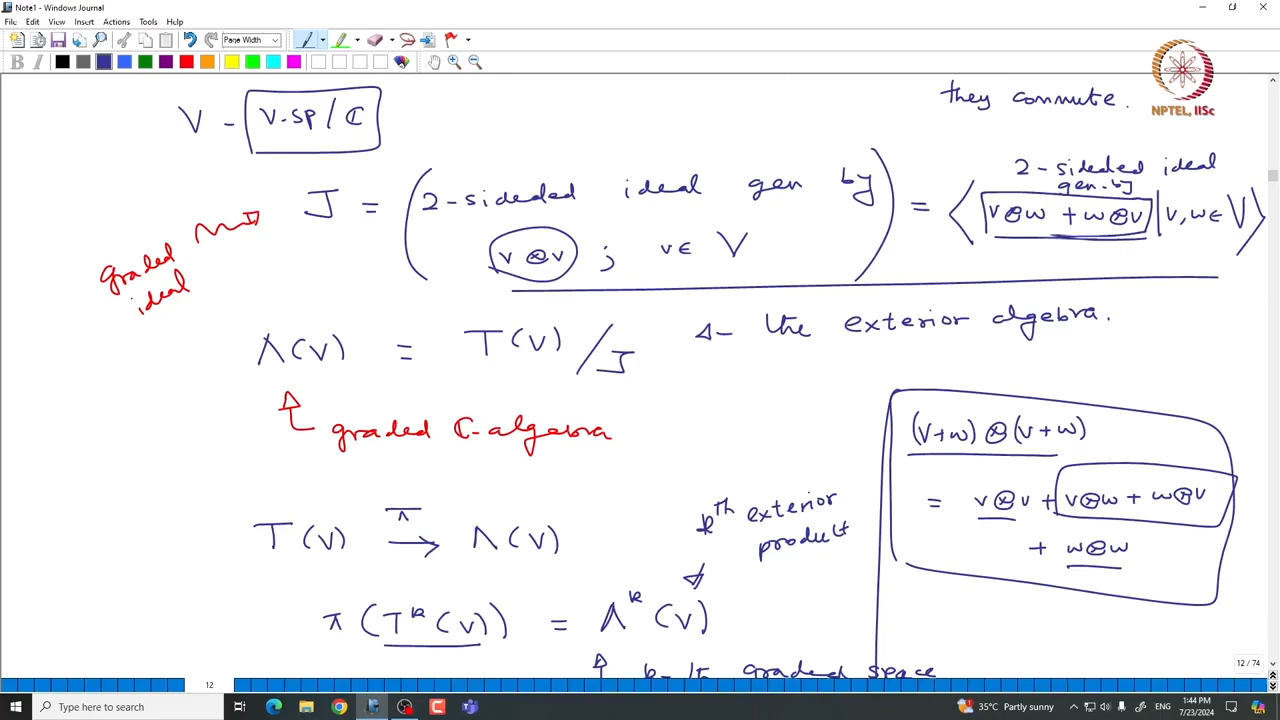 Note1 - Windows Journal
File Edit View Insert Actions Tools Help
Page Width
B I
they commute.
NPTEL, IISc
V - V-sp / ℂ
J = ( 2-sideded ideal gen by v ⊗ v ; v ∈ V ) = ⟨ v⊗w + w⊗v | v, w ∈ V ⟩
2-sideded ideal
gen. by
graded
ideal
Λ(V) = T(V) / J ◁- the exterior algebra.
graded ℂ-algebra
(V+w) ⊗ (v+w)
= v⊗v + v⊗w + w⊗v
+ w⊗w
T(V) →^π Λ(V)
kth exterior
product
π (T^k (V)) = Λ^k (V)
k-th graded space
12 / 74
12
Type here to search
35°C Partly sunny
ENG
1:44 PM
7/23/2024